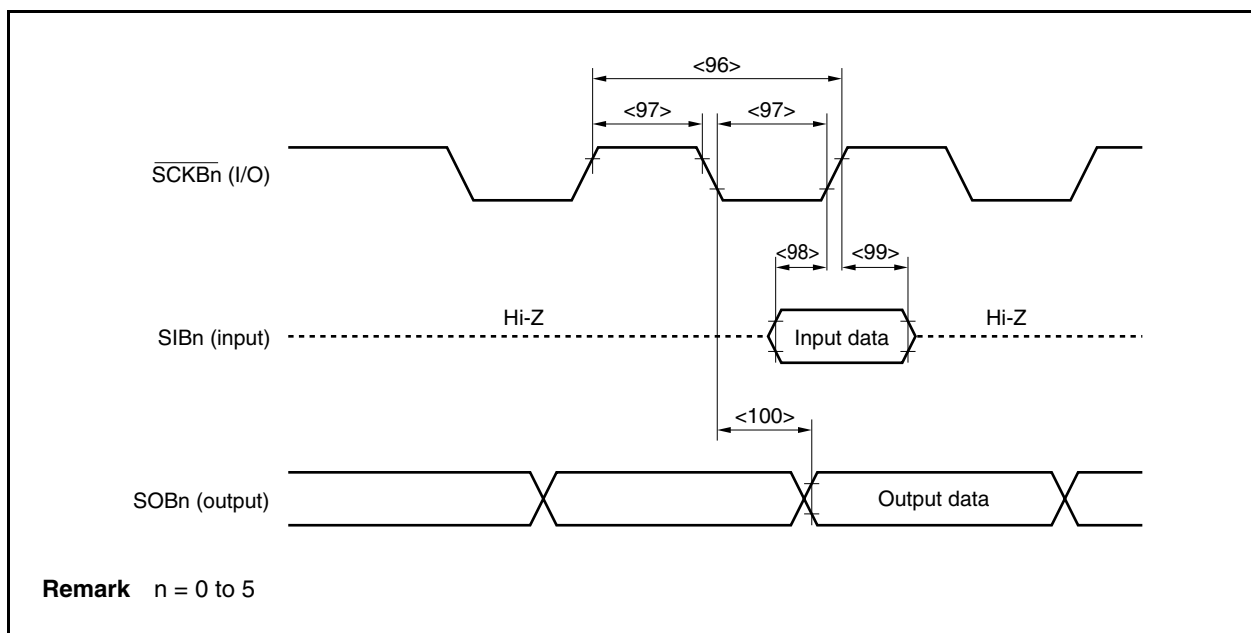 <96>
<97> <97>
S̅C̅K̅B̅n̅ (I/O)
<98> <99>
Hi-Z Hi-Z
SIBn (input) Input data
<100>
SOBn (output) Output data
Remark n = 0 to 5